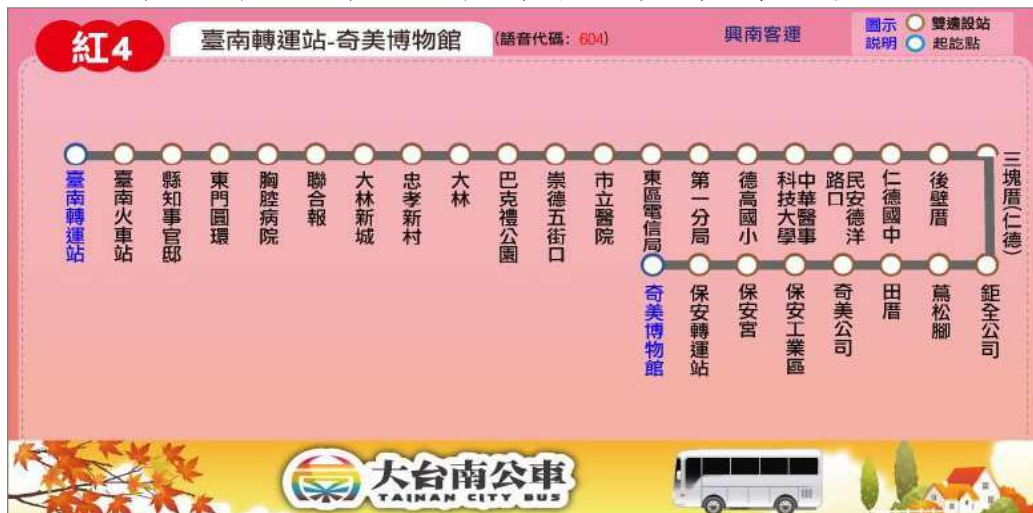 紅4
臺南轉運站-奇美博物館
(語音代碼: 604)
興南客運
圖示
說明
雙邊設站
起訖點
臺南轉運站
臺南火車站
縣知事官邸
東門圓環
胸腔病院
聯合報
大林新城
忠孝新村
大林
巴克禮公園
崇德五街口
市立醫院
東區電信局
第一分局
德高國小
中華醫事
科技大學
民安德洋
路口
仁德國中
後壁厝
三塊厝(仁德)
鉅全公司
蔦松腳
田厝
奇美公司
保安工業區
保安宮
保安轉運站
奇美博物館
大台南公車
TAINAN CITY BUS